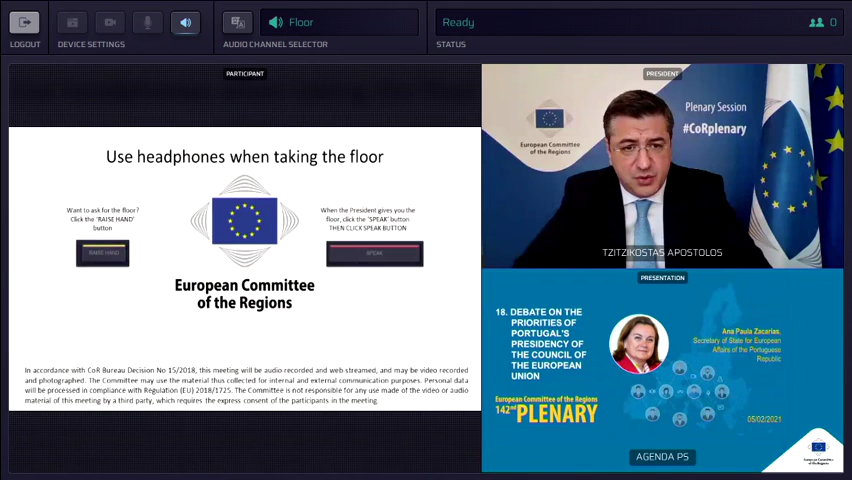 LOGOUT
DEVICE SETTINGS
Floor
AUDIO CHANNEL SELECTOR
Ready
0
STATUS
PARTICIPANT
Use headphones when taking the floor
Want to ask for the floor?
Click the 'RAISE HAND'
button
RAISE HAND
When the President gives you the
floor, click the 'SPEAK' button
THEN CLICK SPEAK BUTTON
SPEAK
European Committee
of the Regions
In accordance with CoR Bureau Decision No 15/2018, this meeting will be audio recorded and web-streamed, and may be video recorded
and photographed. The Committee may use the material thus collected for internal and external communication purposes. Personal data
will be processed in compliance with Regulation (EU) 2018/1725. The Committee is not responsible for any use made of the video or audio
material of this meeting by a third party, which requires the express consent of the participants in the meeting.
PRESIDENT
Plenary Session
#CoRplenary
European Committee
of the Regions
TZITZIKOSTAS APOSTOLOS
PRESENTATION
18. DEBATE ON THE
PRIORITIES OF
PORTUGAL'S
PRESIDENCY OF
THE COUNCIL OF
THE EUROPEAN
UNION
Ana Paula Zacarias,
Secretary of State for European
Affairs of the Portuguese
Republic
European Committee of the Regions
142nd PLENARY
05/02/2021
AGENDA P5
European Committee
of the Regions